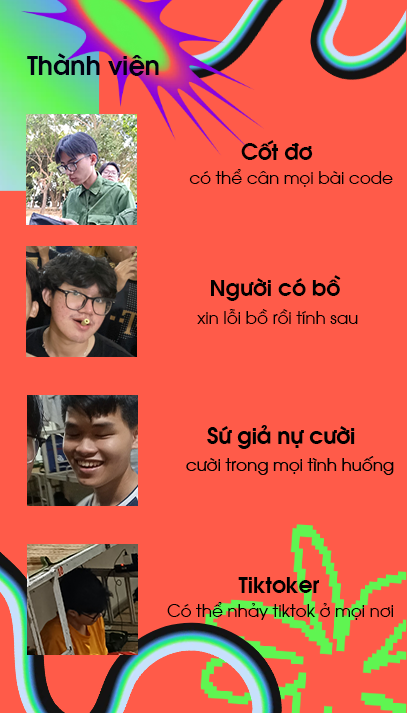 Thành viên
Cốt đơ
có thể cân mọi bài code
Người có bồ
xin lỗi bồ rồi tính sau
Sứ giả nụ cười
cười trong mọi tình huống
Tiktoker
Có thể nhảy tiktok ở mọi nơi